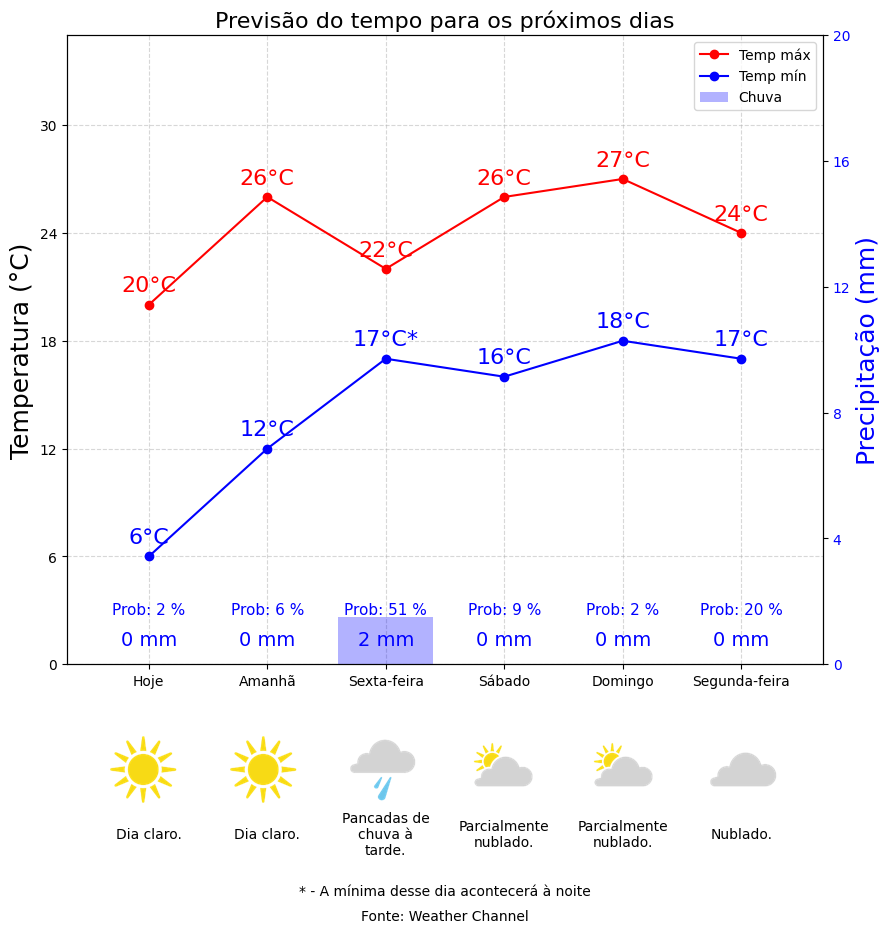 Previsão do tempo para os próximos dias
Temp máx
Temp mín
Chuva
Temperatura (°C)
Precipitação (mm)
30
24
18
12
6
0
20
16
12
8
4
0
20°C
26°C
22°C
26°C
27°C
24°C
6°C
12°C
17°C*
16°C
18°C
17°C
Prob: 2 %
Prob: 6 %
Prob: 51 %
Prob: 9 %
Prob: 2 %
Prob: 20 %
0 mm
0 mm
2 mm
0 mm
0 mm
0 mm
Hoje
Amanhã
Sexta-feira
Sábado
Domingo
Segunda-feira
Dia claro.
Dia claro.
Pancadas de
chuva à
tarde.
Parcialmente
nublado.
Parcialmente
nublado.
Nublado.
* - A mínima desse dia acontecerá à noite
Fonte: Weather Channel